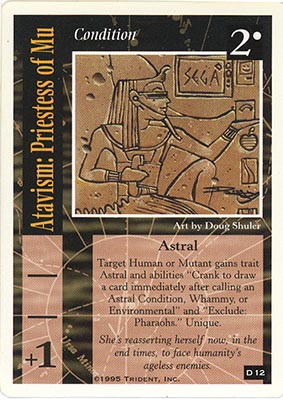 Condition
2
Atavism: Priestess of Mu
SEGA
Art by Doug Shuler
Astral
Target Human or Mutant gains trait
Astral and abilities "Crank to draw
a card immediately after calling an
Astral Condition, Whammy, or
Environmental" and "Exclude:
Pharaohs." Unique.
She's reasserting herself now, in the
end times, to face humanity's
ageless enemies.
+1
©1995 TRIDENT, INC.
D 12